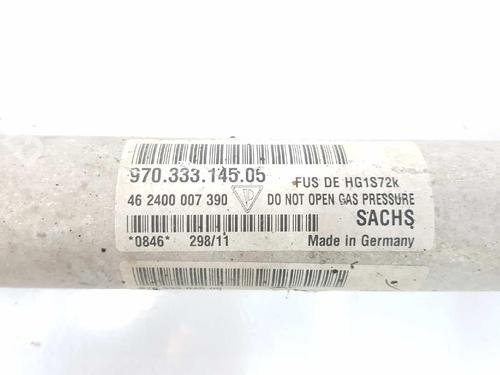 970.333.145.05
FUS DE HG1S72k
46 2400 007 390
DO NOT OPEN GAS PRESSURE
SACHS
*0846* 298/11
Made in Germany